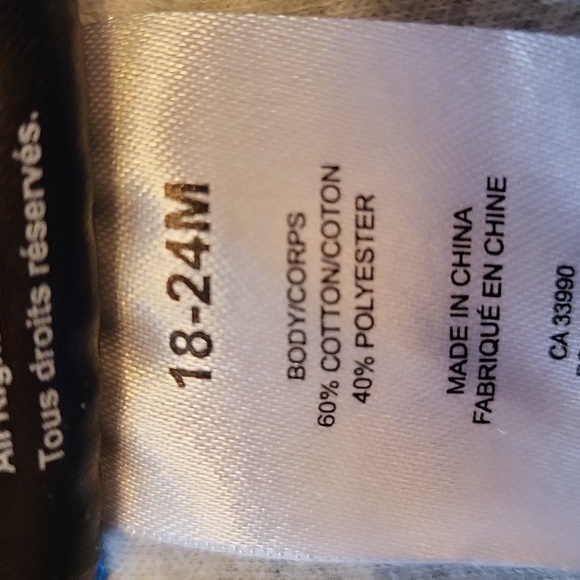 Tous droits réservés.
18-24M
BODY/CORPS
60% COTTON/COTON
40% POLYESTER
MADE IN CHINA
FABRIQUÉ EN CHINE
CA 33990